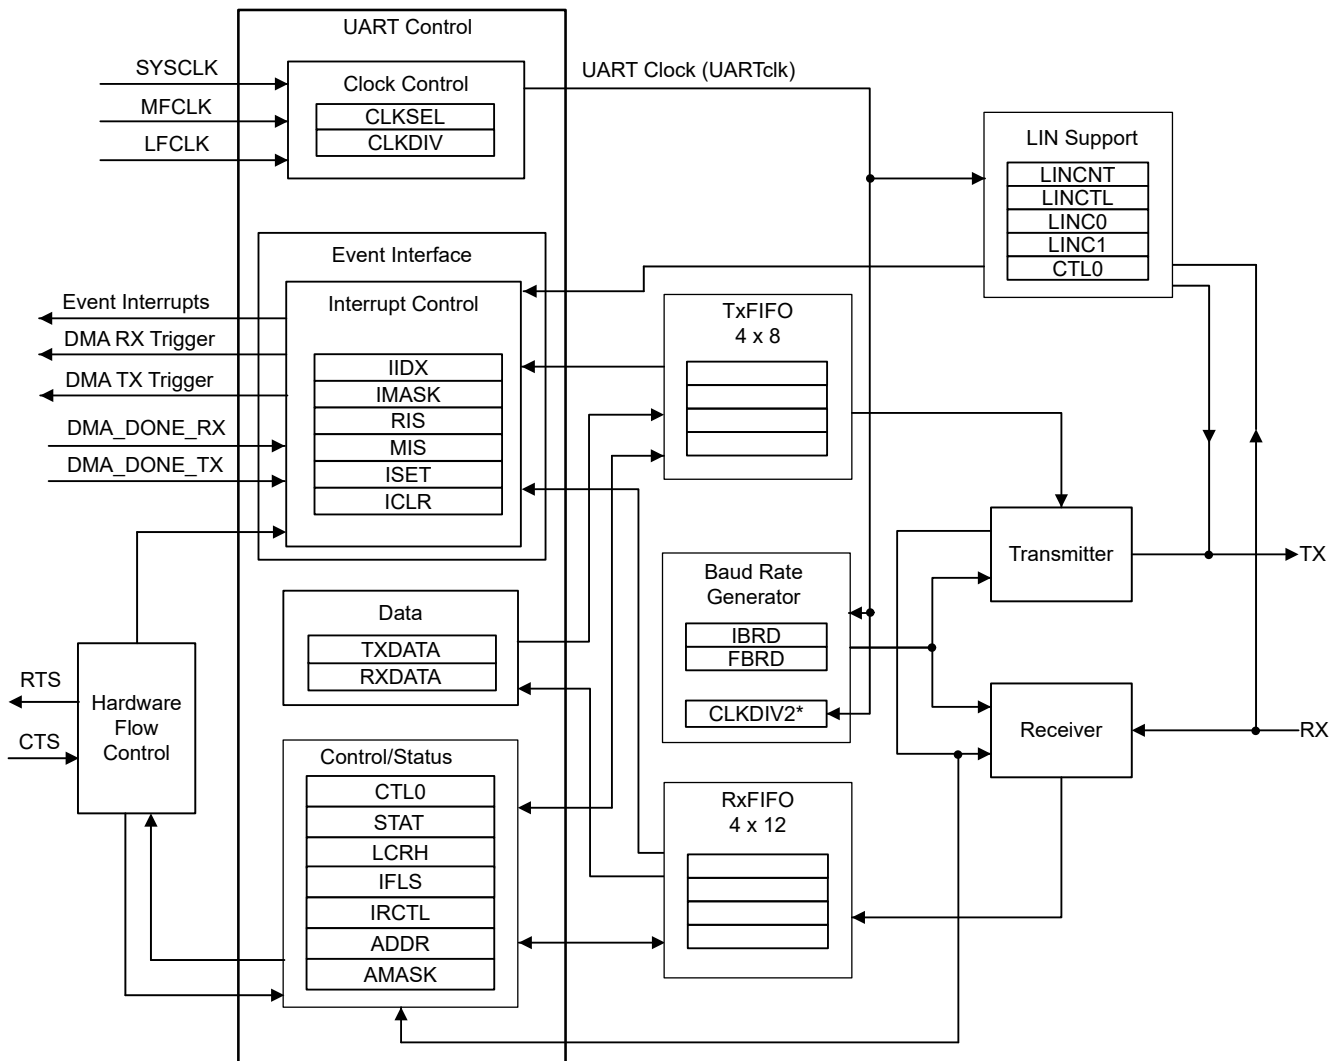 UART Control
SYSCLK
MFCLK
LFCLK
Clock Control
CLKSEL
CLKDIV
UART Clock (UARTclk)
LIN Support
LINCNT
LINCTL
LINC0
LINC1
CTL0
Event Interface
Interrupt Control
IIDX
IMASK
RIS
MIS
ISET
ICLR
Event Interrupts
DMA RX Trigger
DMA TX Trigger
DMA_DONE_RX
DMA_DONE_TX
TxFIFO
4 x 8
Transmitter
TX
Baud Rate
Generator
IBRD
FBRD
CLKDIV2*
Data
TXDATA
RXDATA
RTS
CTS
Hardware
Flow
Control
Receiver
RX
Control/Status
CTL0
STAT
LCRH
IFLS
IRCTL
ADDR
AMASK
RxFIFO
4 x 12